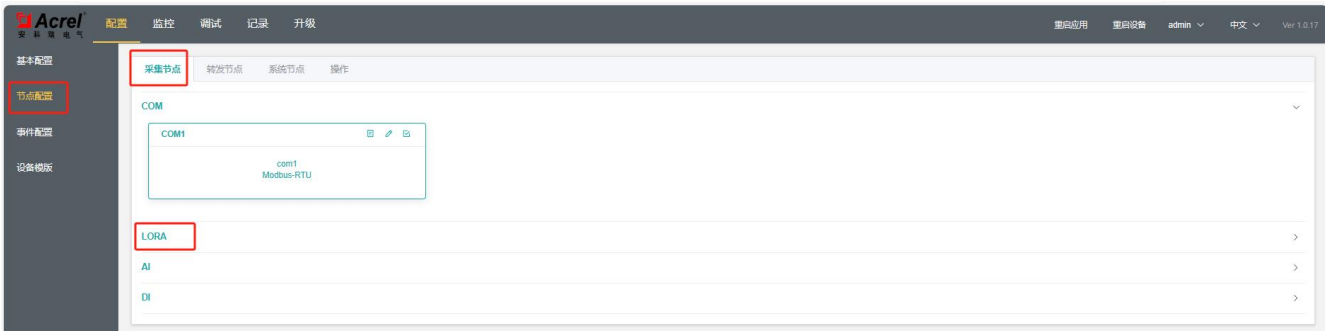 Acrel
安科瑞电气
配置 监控 调试 记录 升级
重启应用 重启设备 admin 中文 Ver 1.0.17
基本配置
节点配置
事件配置
设备模版
采集节点 转发节点 系统节点 操作
COM
COM1
com1
Modbus-RTU
LORA
AI
DI